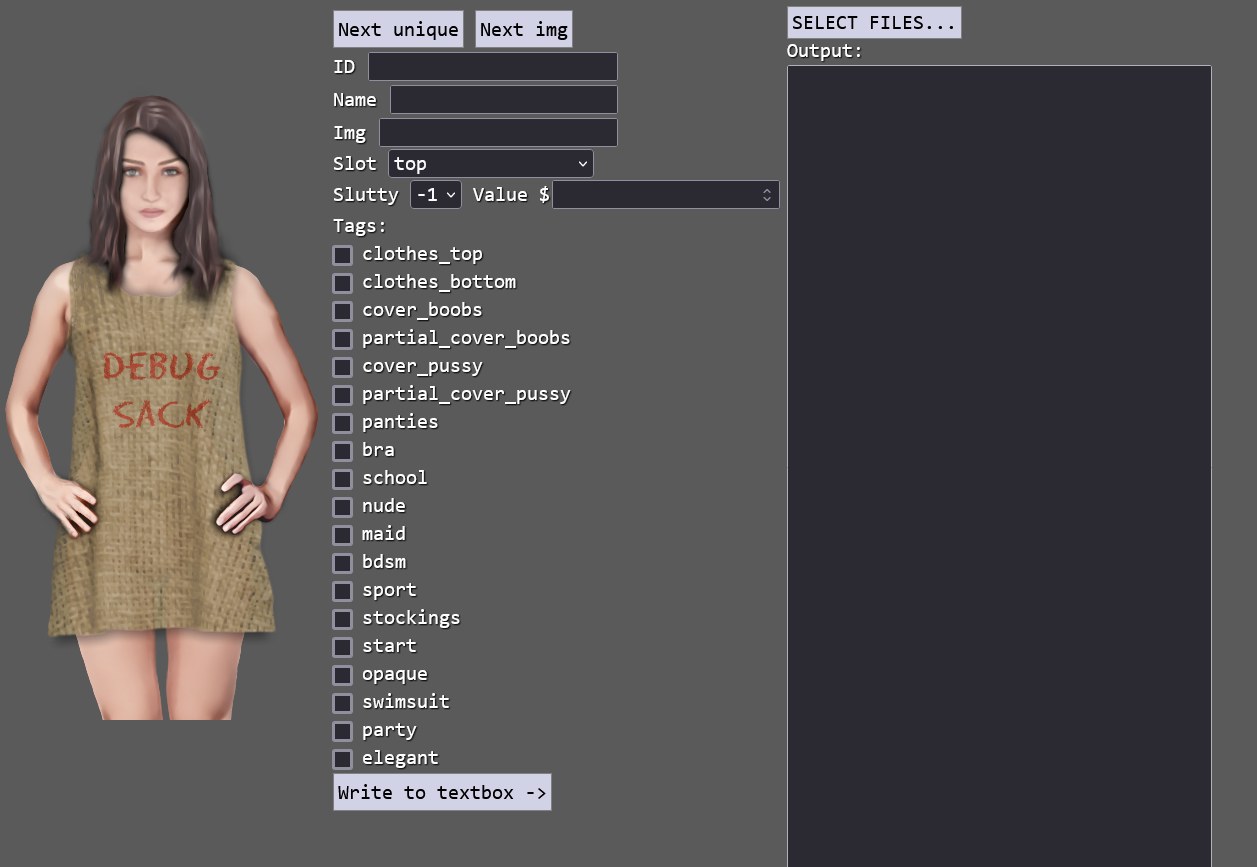 Next unique Next img
ID
Name
Img
Slot top
Slutty -1 Value $
Tags:
clothes_top
clothes_bottom
cover_boobs
partial_cover_boobs
cover_pussy
partial_cover_pussy
panties
bra
school
nude
maid
bdsm
sport
stockings
start
opaque
swimsuit
party
elegant
Write to textbox ->
SELECT FILES...
Output:
DEBUG
SACK